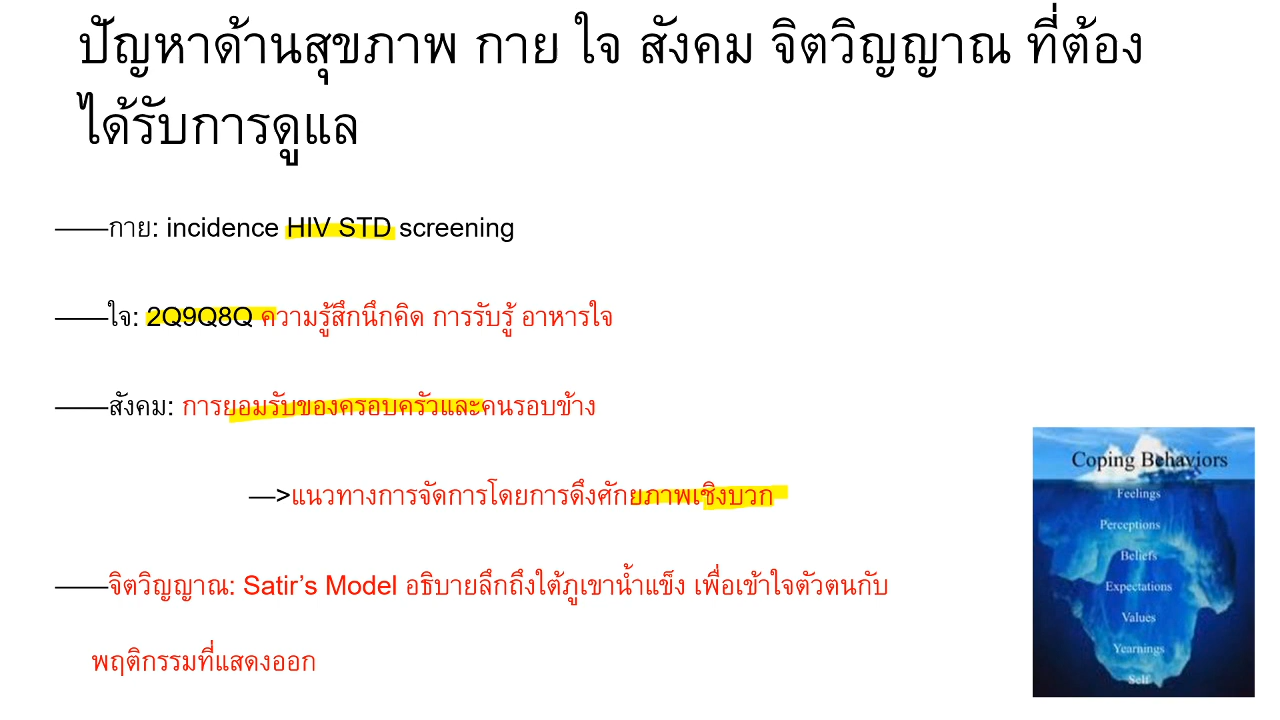 ปัญหาด้านสุขภาพ กาย ใจ สังคม จิตวิญญาณ ที่ต้อง
ได้รับการดูแล
——กาย: incidence HIV STD screening
——ใจ: 2Q9Q8Q ความรู้สึกนึกคิด การรับรู้ อาหารใจ
——สังคม: การยอมรับของครอบครัวและคนรอบข้าง
—>แนวทางการจัดการโดยการดึงศักยภาพเชิงบวก
——จิตวิญญาณ: Satir’s Model อธิบายลึกถึงใต้ภูเขาน้ำแข็ง เพื่อเข้าใจตัวตนกับ
พฤติกรรมที่แสดงออก
Coping Behaviors
Feelings
Perceptions
Beliefs
Expectations
Values
Yearnings
Self